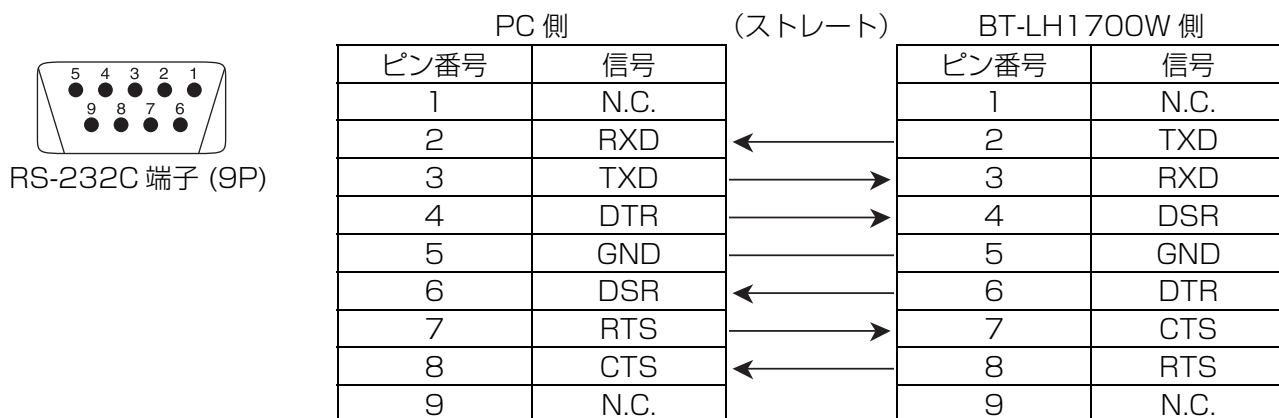 PC 側 (ストレート) BT-LH1700W 側
ピン番号 信号 ピン番号 信号
1 N.C. 1 N.C.
2 RXD 2 TXD
3 TXD 3 RXD
4 DTR 4 DSR
5 GND 5 GND
6 DSR 6 DTR
7 RTS 7 CTS
8 CTS 8 RTS
9 N.C. 9 N.C.
5 4 3 2 1
9 8 7 6
RS-232C 端子 (9P)